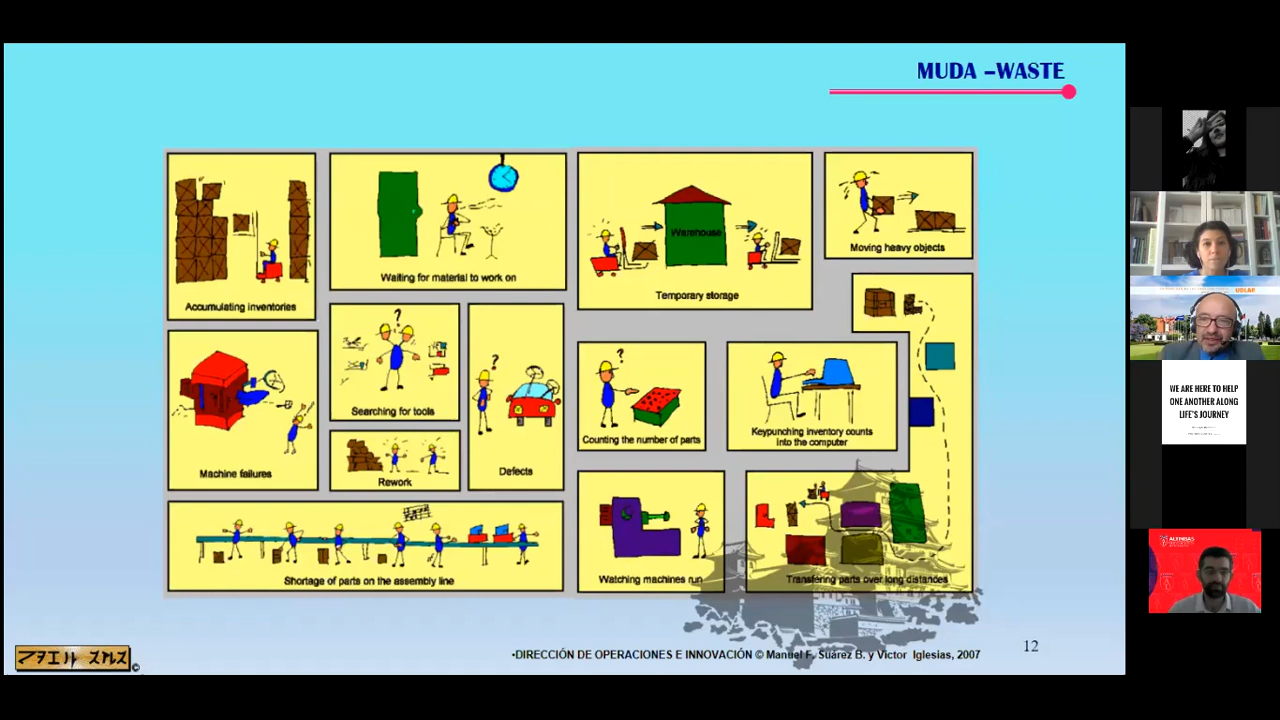 MUDA –WASTE
Accumulating inventories
Waiting for material to work on
Warehouse
Temporary storage
Moving heavy objects
Machine failures
?
Searching for tools
Rework
?
Defects
?
Counting the number of parts
Keypunching inventory counts
into the computer
Shortage of parts on the assembly line
Watching machines run
Transfering parts over long distances
•DIRECCIÓN DE OPERACIONES E INNOVACIÓN © Manuel F. Suárez B. y Victor Iglesias, 2007
12
©
UDLAP
WE ARE HERE TO HELP
ONE ANOTHER ALONG
LIFE'S JOURNEY